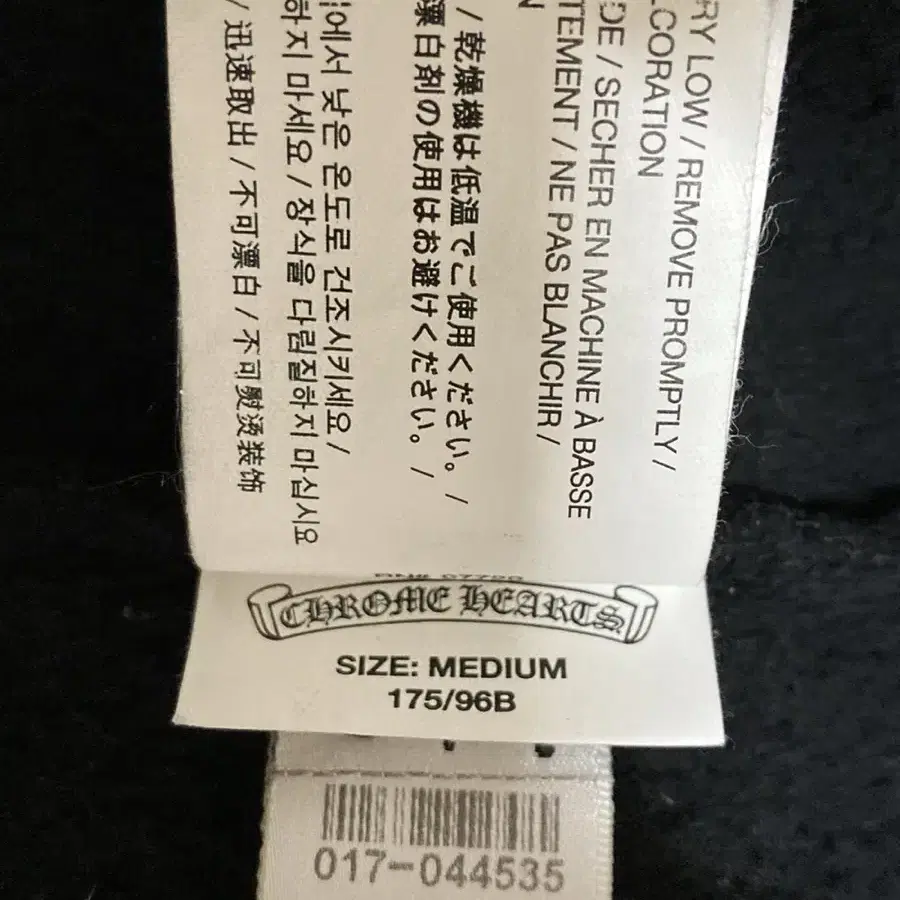 RY LOW / REMOVE PROMPTLY /
CORATION
DE / SECHER EN MACHINE À BASSE
TEMENT / NE PAS BLANCHIR /
N
/ 乾燥機は低温でご使用ください。 /
漂白剤の使用はお避けください。 /
에서 낮은 온도로 건조시키세요 /
하지 마세요 / 장식을 다림질하지 마십시요
/ 迅速取出 / 不可漂白 / 不可熨烫装饰
CHROME HEARTS
SIZE: MEDIUM
175/96B
017-044535